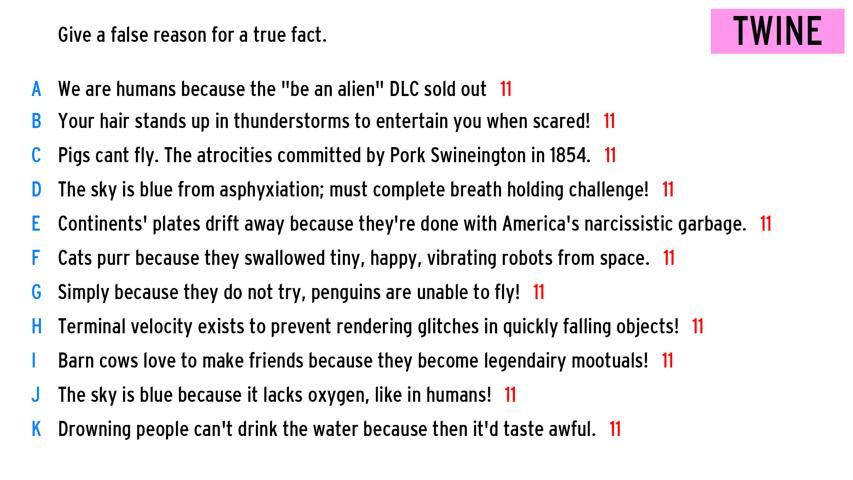 Give a false reason for a true fact.
TWINE
A We are humans because the "be an alien" DLC sold out 11
B Your hair stands up in thunderstorms to entertain you when scared! 11
C Pigs cant fly. The atrocities committed by Pork Swineington in 1854. 11
D The sky is blue from asphyxiation; must complete breath holding challenge! 11
E Continents' plates drift away because they're done with America's narcissistic garbage. 11
F Cats purr because they swallowed tiny, happy, vibrating robots from space. 11
G Simply because they do not try, penguins are unable to fly! 11
H Terminal velocity exists to prevent rendering glitches in quickly falling objects! 11
I Barn cows love to make friends because they become legendairy mootuals! 11
J The sky is blue because it lacks oxygen, like in humans! 11
K Drowning people can't drink the water because then it'd taste awful. 11